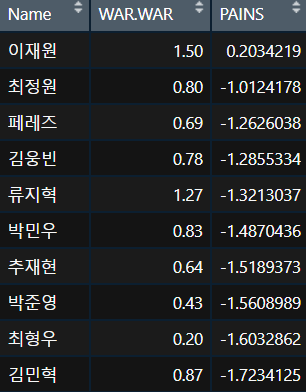 Name WAR.WAR PAINS
이재원 1.50 0.2034219
최정원 0.80 -1.0124178
페레즈 0.69 -1.2626038
김웅빈 0.78 -1.2855334
류지혁 1.27 -1.3213037
박민우 0.83 -1.4870436
추재현 0.64 -1.5189373
박준영 0.43 -1.5608989
최형우 0.20 -1.6032862
김민혁 0.87 -1.7234125